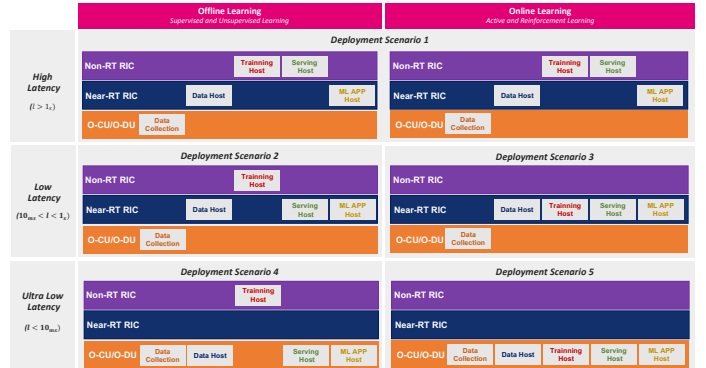 Offline Learning
Supervised and Unsupervised Learning
Online Learning
Active and Reinforcement Learning
Deployment Scenario 1
High
Latency
(l > 1s)
Non-RT RIC
Trainning
Host
Serving
Host
Near-RT RIC
Data Host
ML APP
Host
O-CU/O-DU
Data
Collection
Non-RT RIC
Trainning
Host
Serving
Host
Near-RT RIC
Data Host
ML APP
Host
O-CU/O-DU
Data
Collection
Low
Latency
(10ms < l < 1s)
Deployment Scenario 2
Non-RT RIC
Trainning
Host
Near-RT RIC
Data Host
Serving
Host
ML APP
Host
O-CU/O-DU
Data
Collection
Deployment Scenario 3
Non-RT RIC
Near-RT RIC
Data Host
Trainning
Host
Serving
Host
ML APP
Host
O-CU/O-DU
Data
Collection
Ultra Low
Latency
(l < 10ms)
Deployment Scenario 4
Non-RT RIC
Trainning
Host
Near-RT RIC
O-CU/O-DU
Data
Collection
Data Host
Serving
Host
ML APP
Host
Deployment Scenario 5
Non-RT RIC
Near-RT RIC
O-CU/O-DU
Data
Collection
Data Host
Trainning
Host
Serving
Host
ML APP
Host